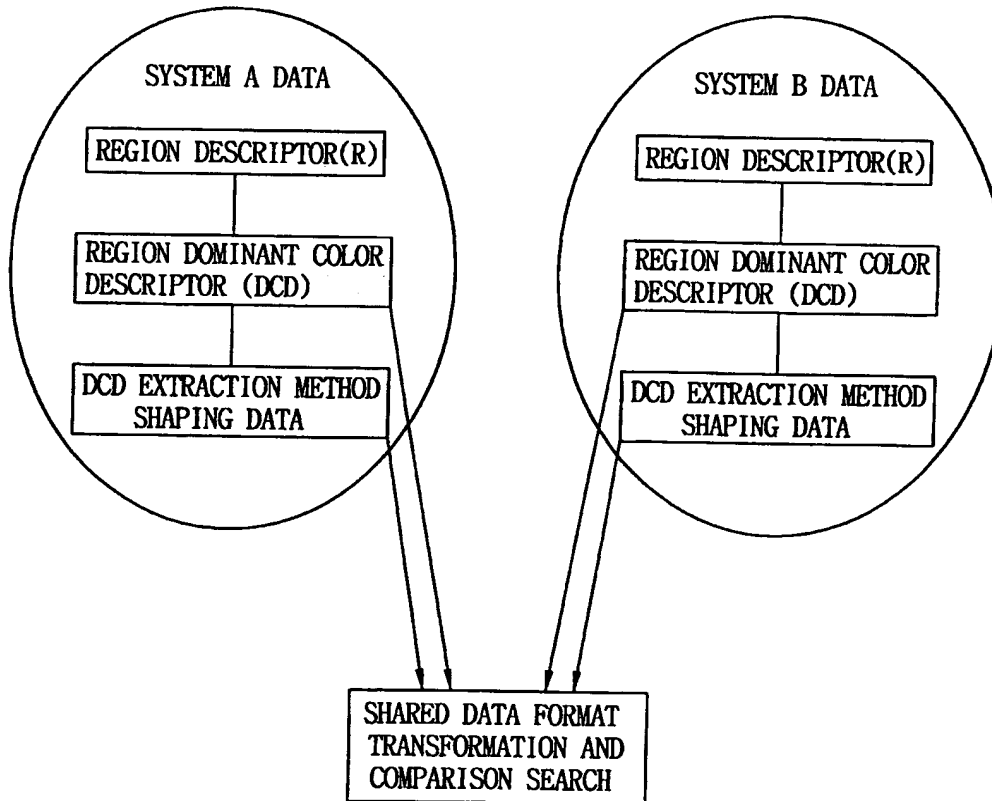 SYSTEM A DATA
REGION DESCRIPTOR(R)
REGION DOMINANT COLOR
DESCRIPTOR (DCD)
DCD EXTRACTION METHOD
SHAPING DATA
SYSTEM B DATA
REGION DESCRIPTOR(R)
REGION DOMINANT COLOR
DESCRIPTOR (DCD)
DCD EXTRACTION METHOD
SHAPING DATA
SHARED DATA FORMAT
TRANSFORMATION AND
COMPARISON SEARCH